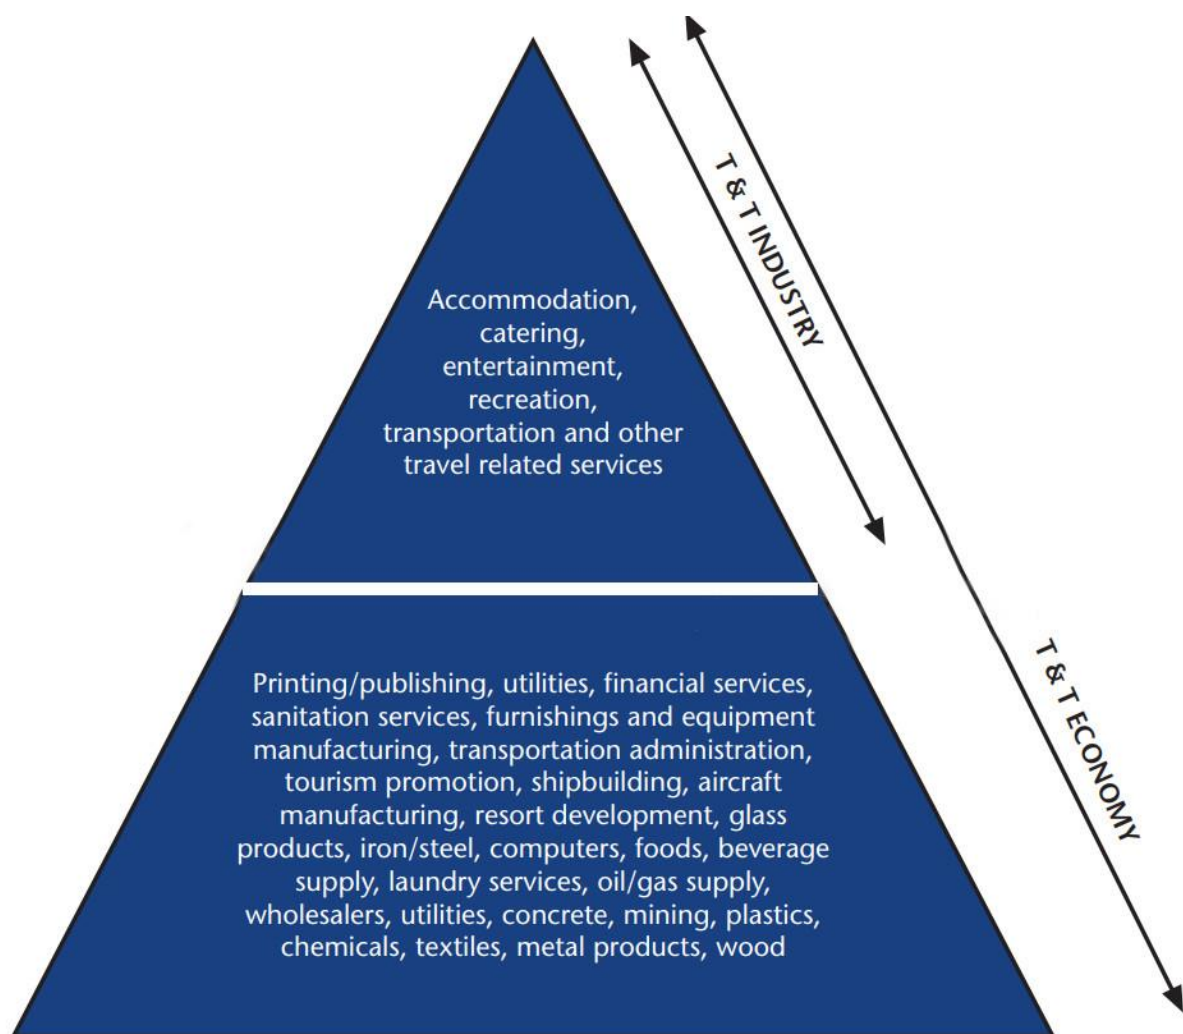 T & T INDUSTRY
Accommodation,
catering,
entertainment,
recreation,
transportation and other
travel related services
T & T ECONOMY
Printing/publishing, utilities, financial services,
sanitation services, furnishings and equipment
manufacturing, transportation administration,
tourism promotion, shipbuilding, aircraft
manufacturing, resort development, glass
products, iron/steel, computers, foods, beverage
supply, laundry services, oil/gas supply,
wholesalers, utilities, concrete, mining, plastics,
chemicals, textiles, metal products, wood